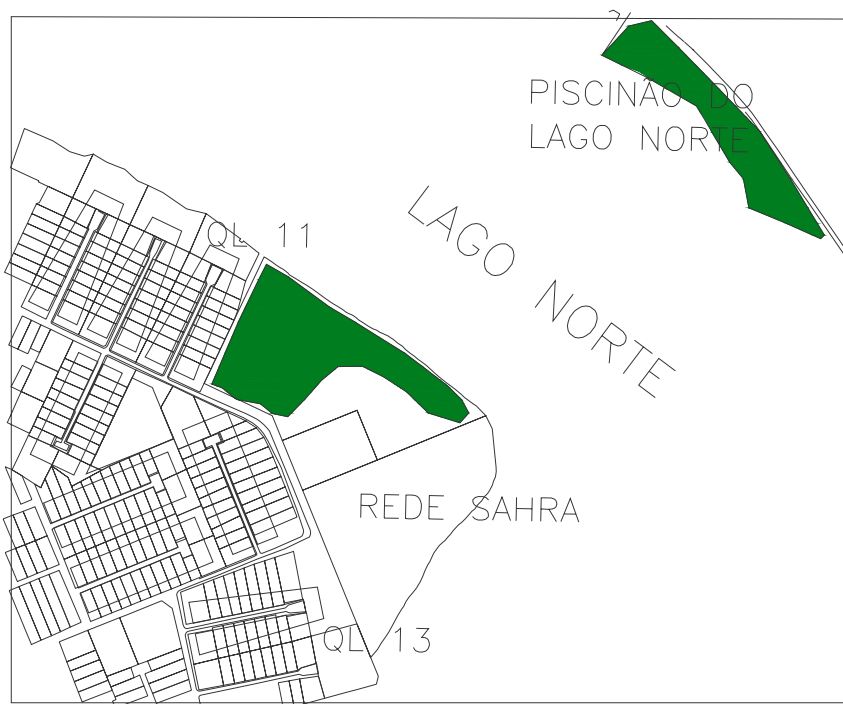 PISCINÃO DO
LAGO NORTE
LAGO NORTE
QL 11
REDE SAHRA
QL 13